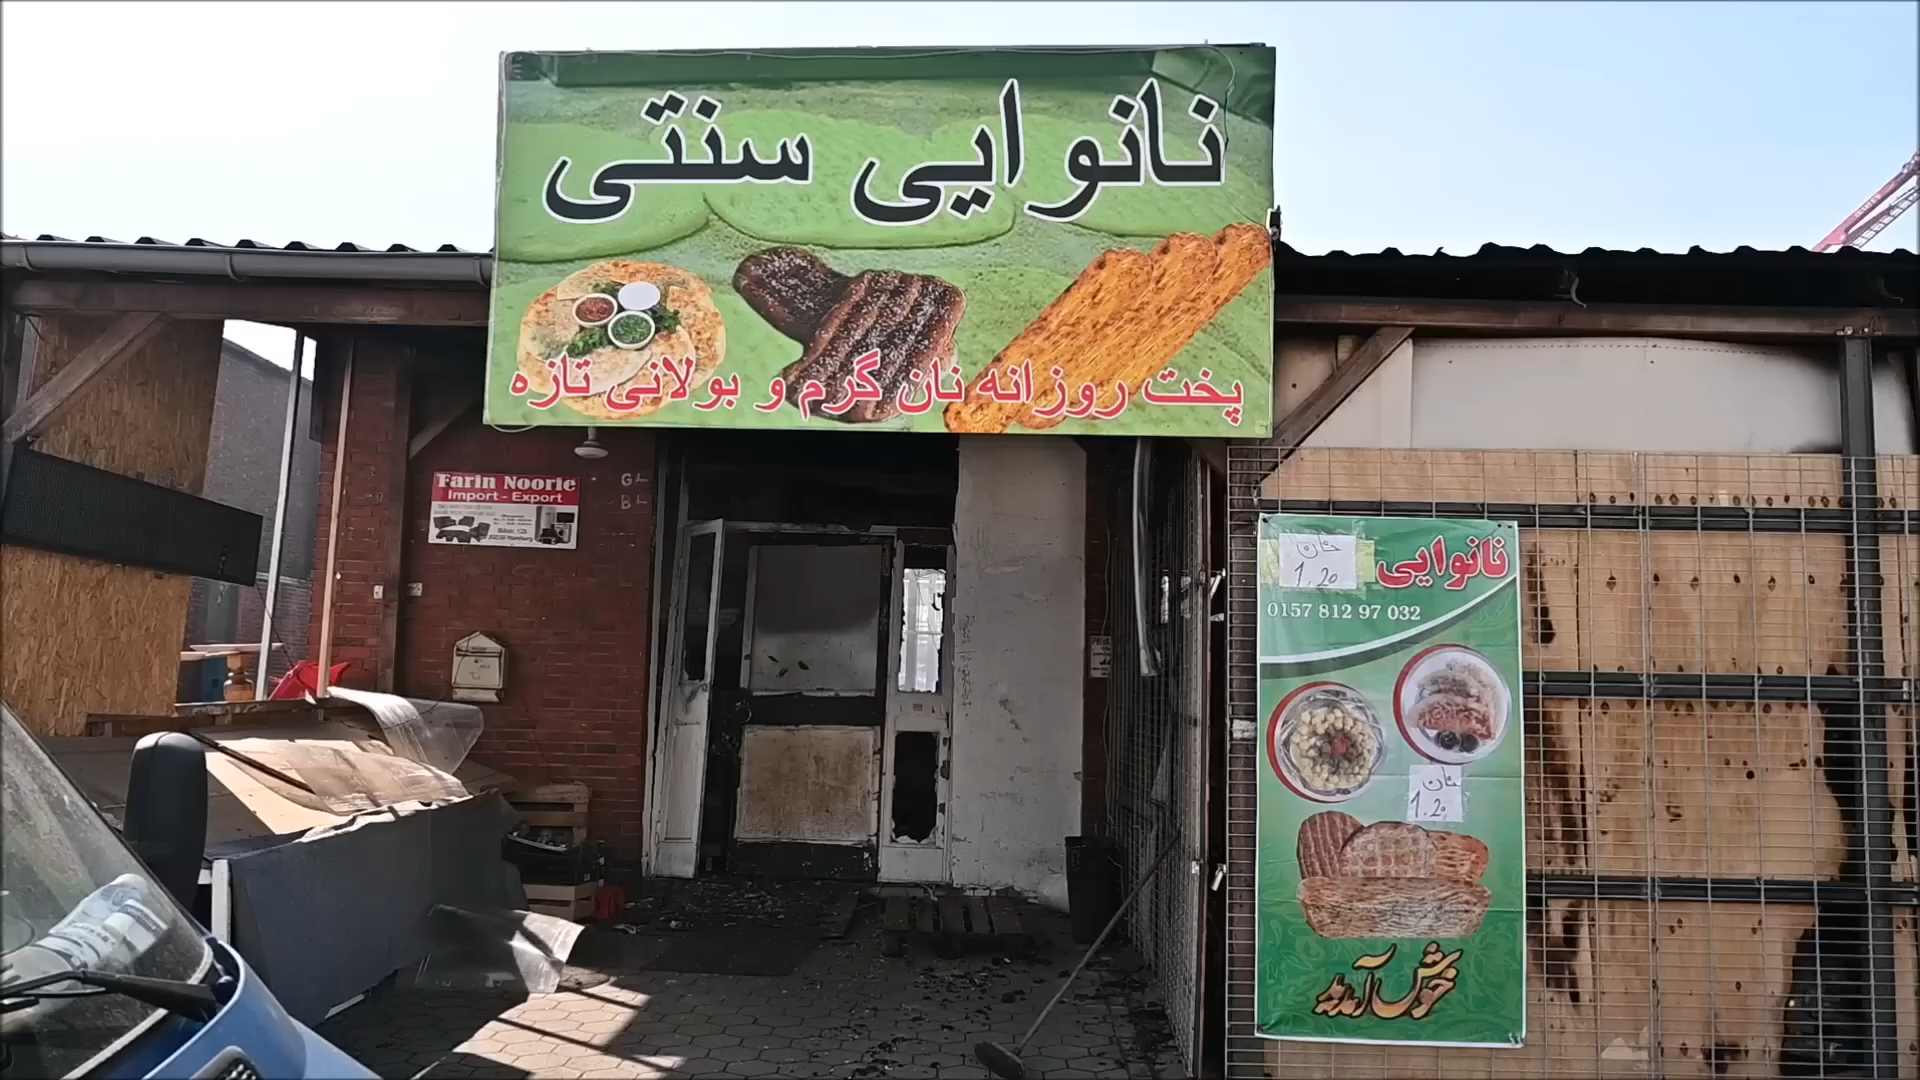 نانوایی سنتی
پخت روزانه نان گرم و بولانی تازه
Farin Noorie
Import - Export
G L
B L
نانوایی
نان
1.20
0157 812 97 032
نان
1.20
خوش آمدید